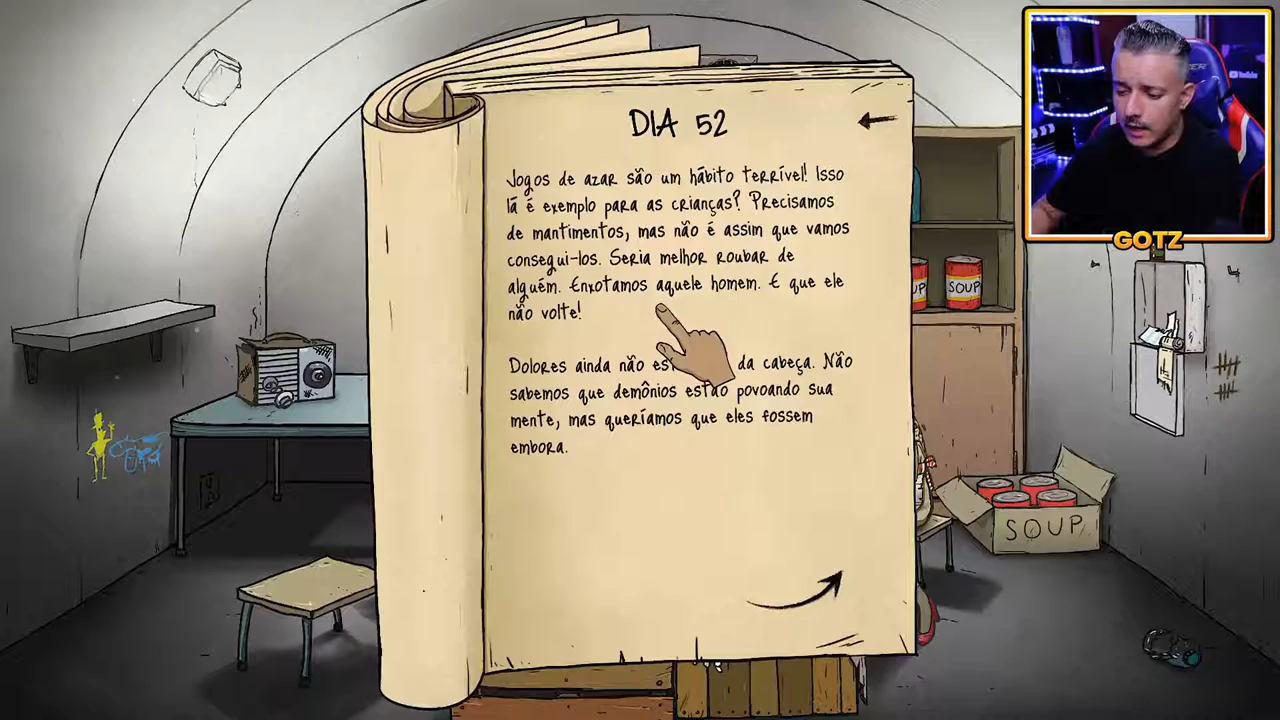 DIA 52
Jogos de azar são um hábito terrível! Isso
lá é exemplo para as crianças? Precisamos
de mantimentos, mas não é assim que vamos
consegui-los. Seria melhor roubar de
alguém. Enxotamos aquele homem. E que ele
não volte!
Dolores ainda não da cabeça. Não
sabemos que demônios estão povoando sua
mente, mas queríamos que eles fossem
embora.
GOTZ
SOUP
SOUP